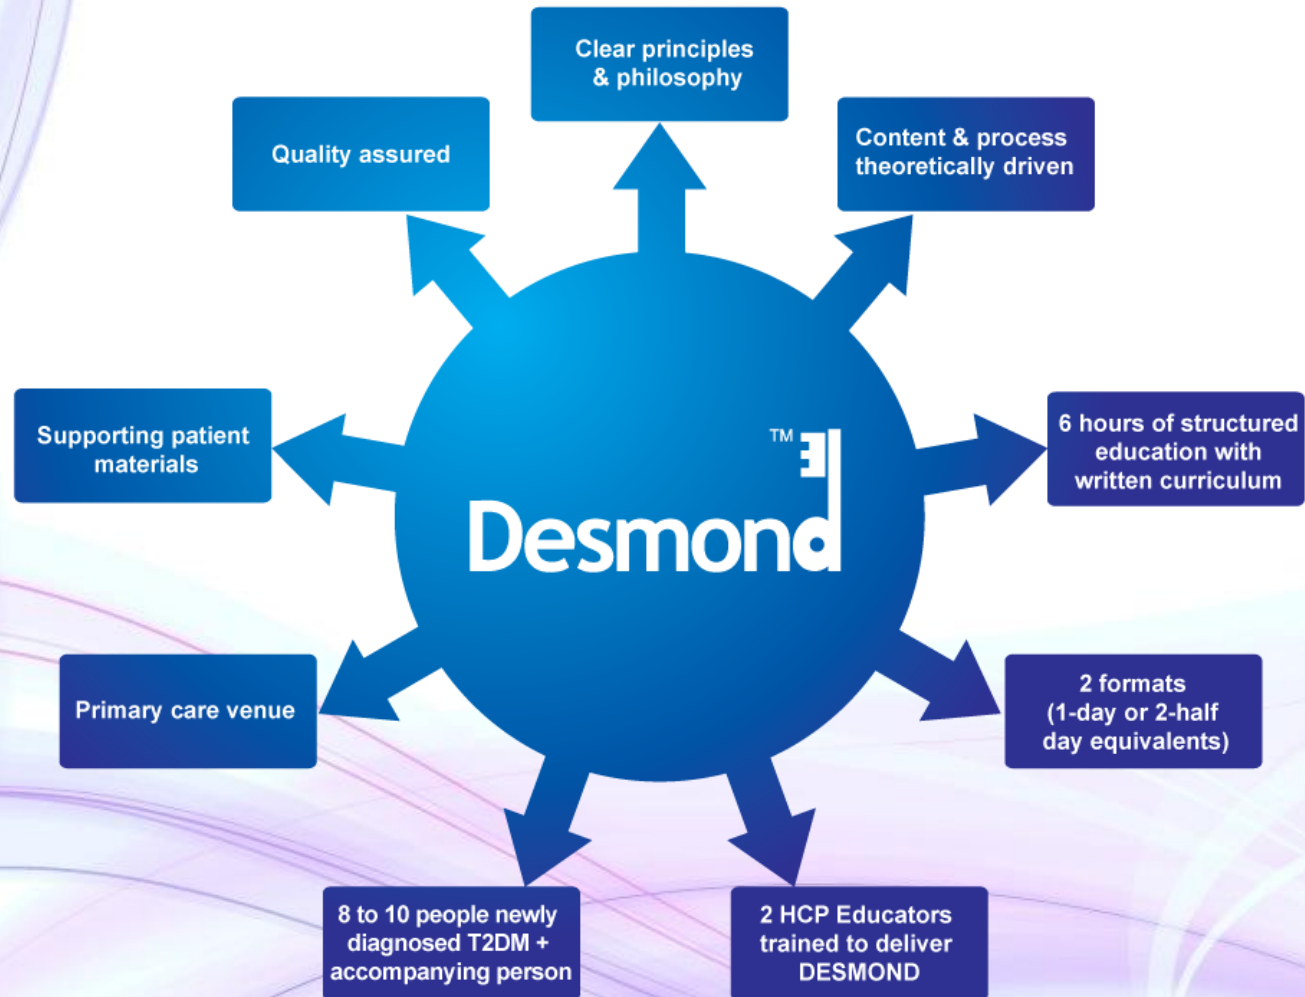 Clear principles
& philosophy
Quality assured
Content & process
theoretically driven
Supporting patient
materials
6 hours of structured
education with
written curriculum
TM
Desmond
Primary care venue
2 formats
(1-day or 2-half
day equivalents)
8 to 10 people newly
diagnosed T2DM +
accompanying person
2 HCP Educators
trained to deliver
DESMOND